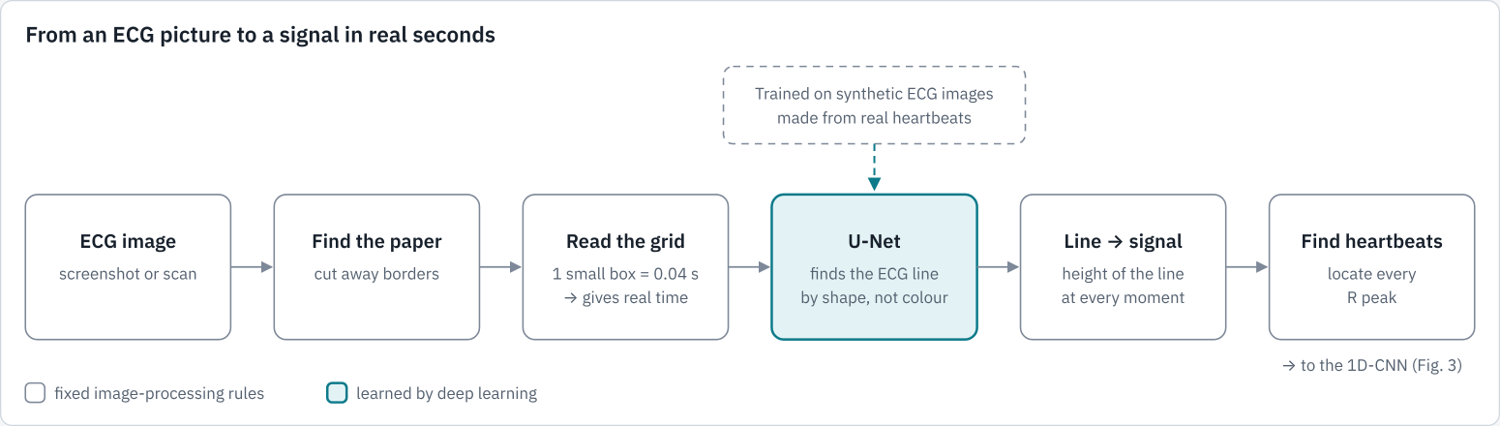 From an ECG picture to a signal in real seconds
Trained on synthetic ECG images
made from real heartbeats
ECG image
screenshot or scan
Find the paper
cut away borders
Read the grid
1 small box = 0.04 s
→ gives real time
U-Net
finds the ECG line
by shape, not colour
Line → signal
height of the line
at every moment
Find heartbeats
locate every
R peak
→ to the 1D-CNN (Fig. 3)
fixed image-processing rules
learned by deep learning